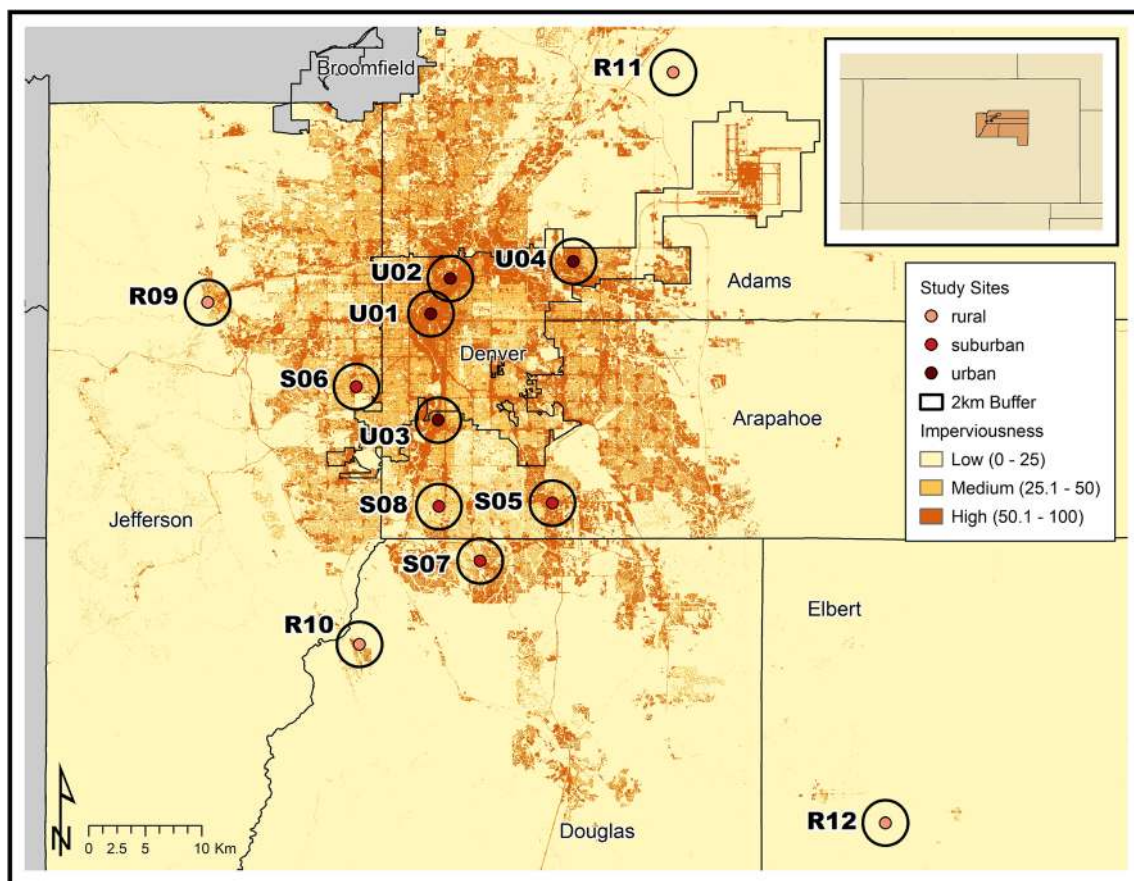 Broomfield
R11
U04
U02
Adams
R09
U01
Denver
S06
Arapahoe
U03
S08
S05
Jefferson
S07
Elbert
R10
R12
Douglas
Study Sites
rural
suburban
urban
2km Buffer
Imperviousness
Low (0 - 25)
Medium (25.1 - 50)
High (50.1 - 100)
N
0 2.5 5 10 Km